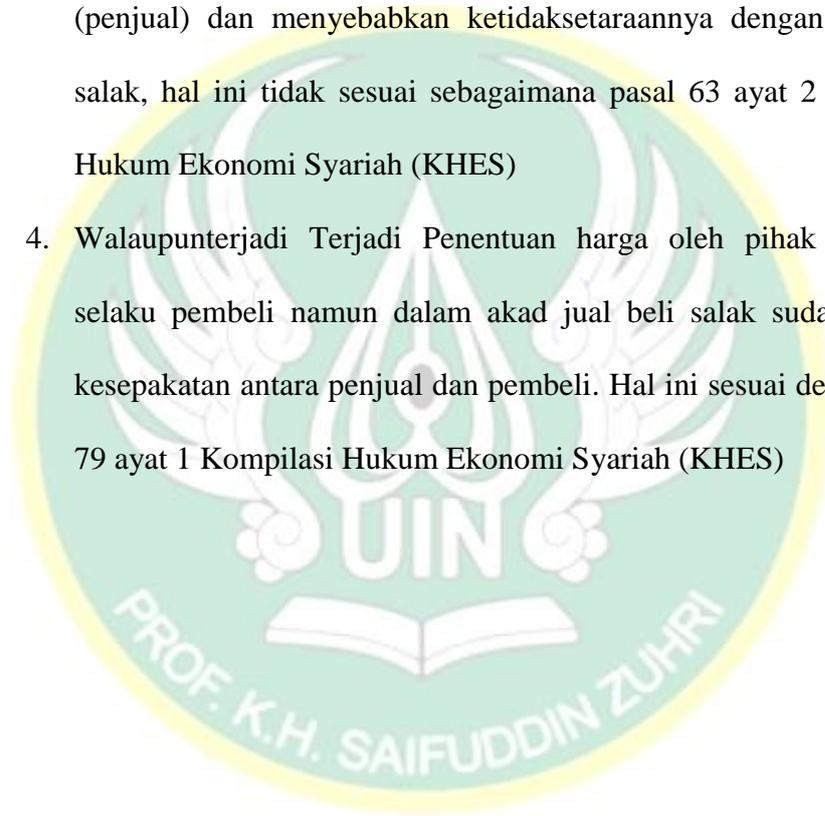 (penjual) dan menyebabkan ketidaksetaraannya dengan
salak, hal ini tidak sesuai sebagaimana pasal 63 ayat 2
Hukum Ekonomi Syariah (KHES)
4. Walaupunterjadi Terjadi Penentuan harga oleh pihak
selaku pembeli namun dalam akad jual beli salak suda
kesepakatan antara penjual dan pembeli. Hal ini sesuai de
79 ayat 1 Kompilasi Hukum Ekonomi Syariah (KHES)
UIN
PROF. K.H. SAIFUDDIN ZUHRI